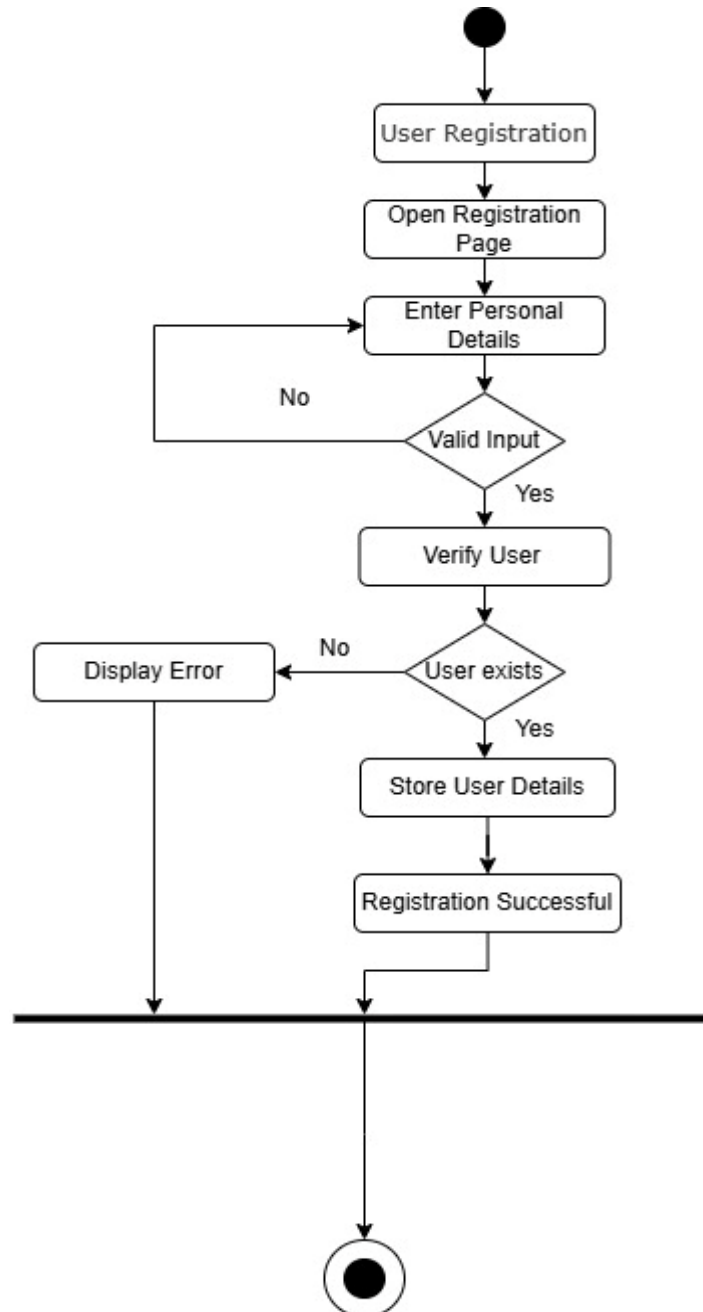 User Registration
Open Registration
Page
Enter Personal
Details
No
Valid Input
Yes
Verify User
No
Display Error
User exists
Yes
Store User Details
Registration Successful